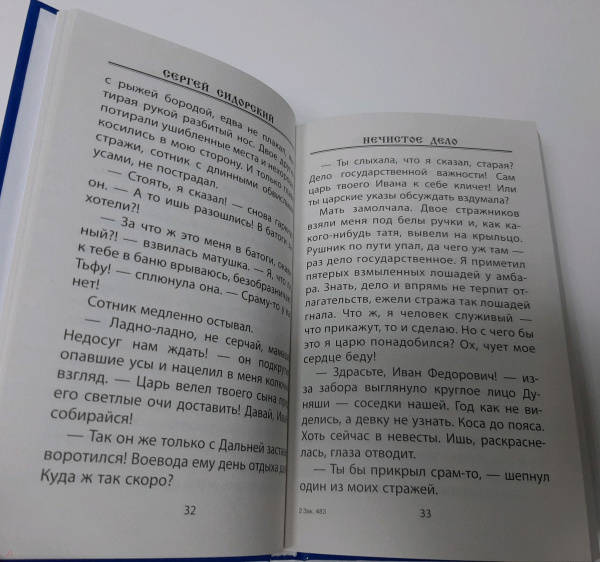 СЕРГЕЙ СИДОРСКИЙ
с рыжей бородой, едва не плакал,
тирая рукой разбитый нос. Двое
потирали ушибленные места и
косились в мою сторону. И только
стражи, сотник с длинными
усами, не пострадал.
— Стоять, я сказал! — снова
он. — А то ишь разошлись! В батоги,
хотели?!
— За что ж это меня в батоги,
ный?! — взвилась матушка. — Я, что
к тебе в баню врываюсь,
Тьфу! — сплюнула она. — Сраму-то у
нет!
Сотник медленно остывал.
— Ладно-ладно, не серчай,
Недосуг нам ждать! — он
опавшие усы и нацелил в меня
взгляд. — Царь велел твоего сына
его светлые очи доставить! Давай,
собирайся!
— Так он же только с Дальней
воротился! Воевода ему день отдыха
Куда ж так скоро?
32
НЕЧИСТОЕ ДЕЛО
— Ты слыхала, что я сказал, старая?
Дело государственной важности! Сам
царь твоего Ивана к себе кличет! Или
ты царские указы обсуждать вздумала?
Мать замолчала. Двое стражников
взяли меня под белы ручки и, как ка-
кого-нибудь татя, вывели на крыльцо.
Рушник по пути упал, да чего уж там —
раз дело государственное. Я приметил
пятерых взмыленных лошадей у амба-
ра. Знать, дело и впрямь не терпит от-
лагательств, ежели стража так лошадей
гнала. Что ж, я человек служивый —
что прикажут, то и сделаю. Но с чего бы
это я царю понадобился? Ох, чует мое
сердце беду!
— Здрасьте, Иван Федорович! — из-
за забора выглянуло круглое лицо Ду-
няши — соседки нашей. Год как не ви-
делись, а девку не узнать. Коса до пояса.
Хоть сейчас в невесты. Ишь, раскрасне-
лась, глаза отводит.
— Ты бы прикрыл срам-то, — шепнул
один из моих стражей.
2 Зак. 483
33